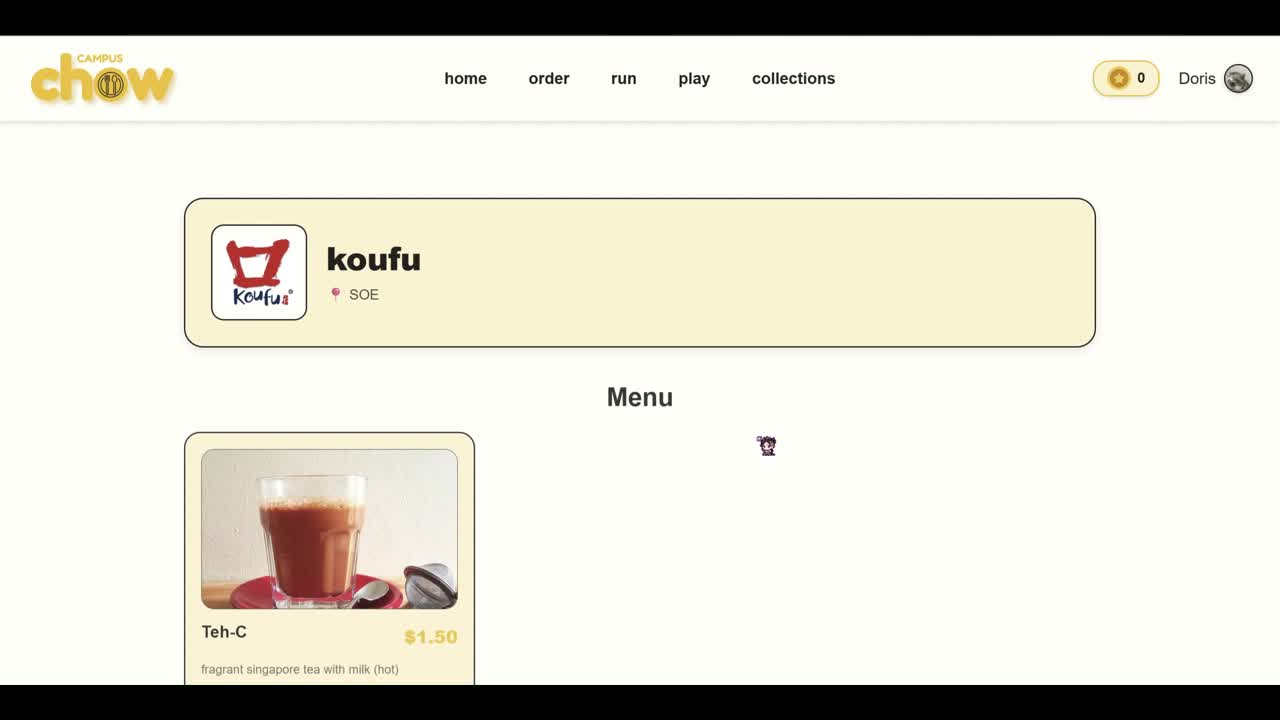 CAMPUS
chow
home
order
run
play
collections
0
Doris
Koufu
koufu
SOE
Menu
Teh-C
$1.50
fragrant singapore tea with milk (hot)